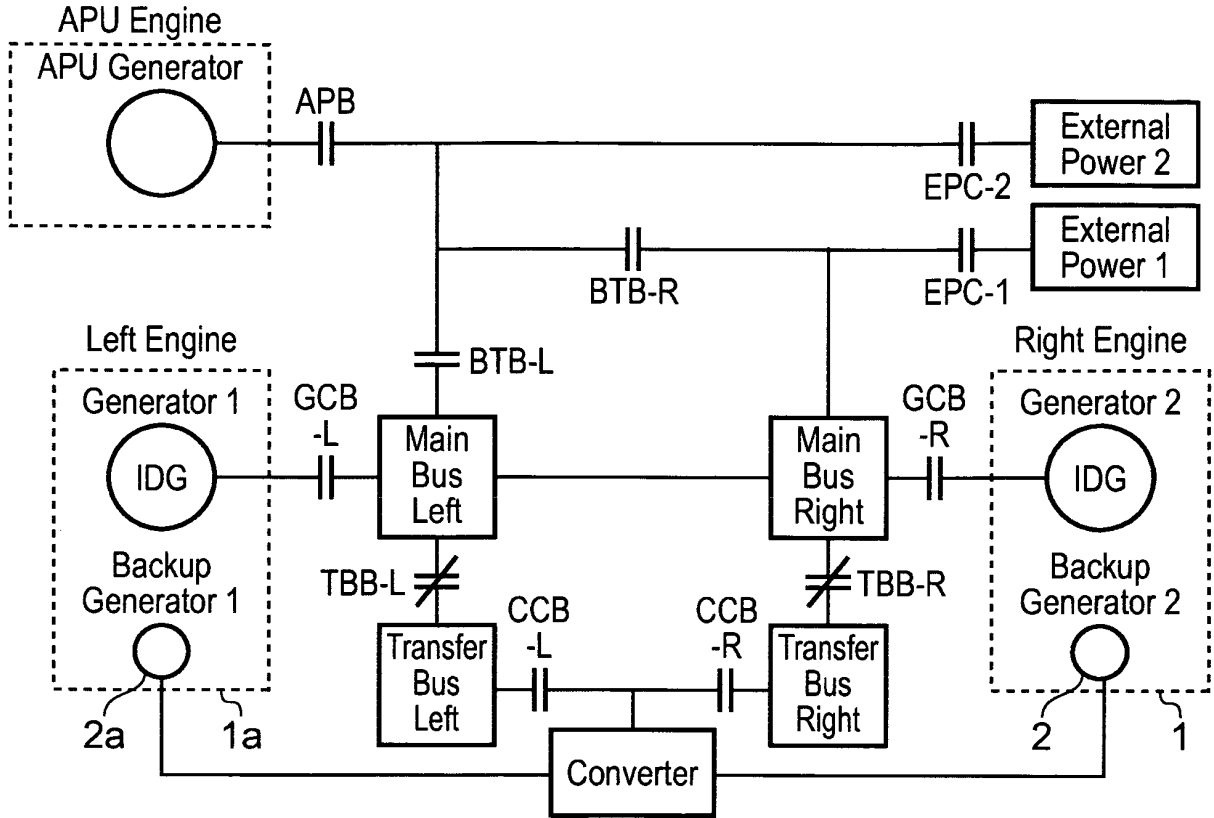 APU Engine
APU Generator
APB
External
Power 2
EPC-2
External
Power 1
BTB-R
EPC-1
Left Engine
BTB-L
Right Engine
Generator 1
GCB
-L
Main
Bus
Left
Main
Bus
Right
GCB
-R
Generator 2
IDG
IDG
Backup
Generator 1
TBB-L
CCB
-L
CCB
-R
TBB-R
Backup
Generator 2
Transfer
Bus
Left
Transfer
Bus
Right
2a
1a
Converter
2
1